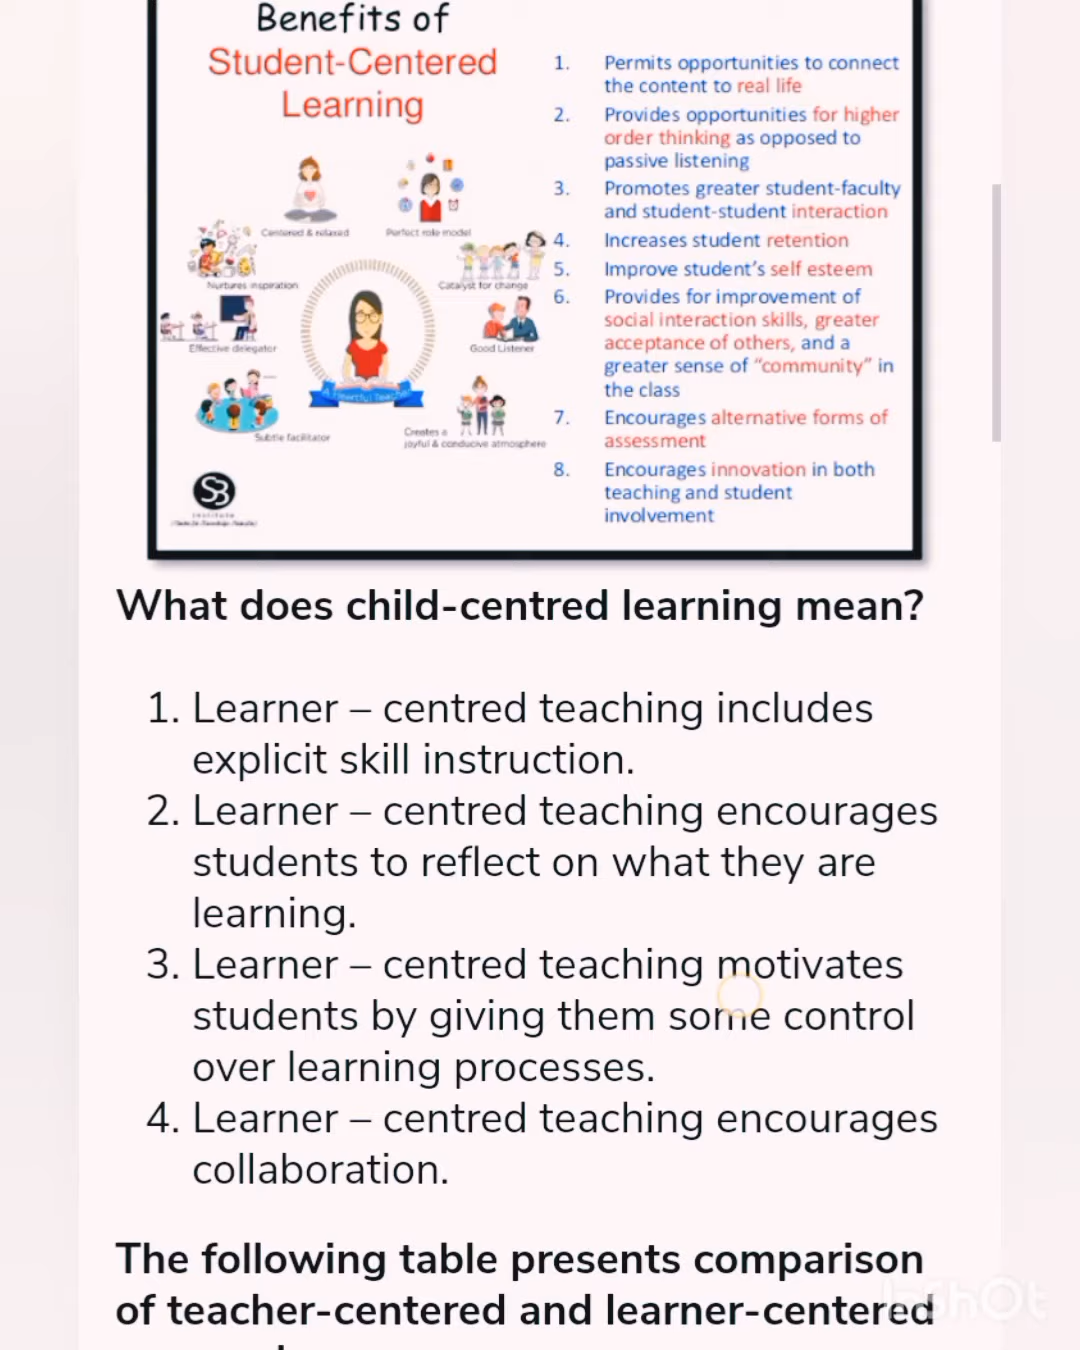 Benefits of
Student-Centered
Learning
Centered & relaxed
Perfect role model
Nurtures inspiration
Catalyst for change
Effective delegator
Good Listener
Subtle facilitator
Creates a
joyful & conducive atmosphere
SB
1. Permits opportunities to connect
the content to real life
2. Provides opportunities for higher
order thinking as opposed to
passive listening
3. Promotes greater student-faculty
and student-student interaction
4. Increases student retention
5. Improve student's self esteem
6. Provides for improvement of
social interaction skills, greater
acceptance of others, and a
greater sense of “community” in
the class
7. Encourages alternative forms of
assessment
8. Encourages innovation in both
teaching and student
involvement
What does child-centred learning mean?
1. Learner – centred teaching includes
explicit skill instruction.
2. Learner – centred teaching encourages
students to reflect on what they are
learning.
3. Learner – centred teaching motivates
students by giving them some control
over learning processes.
4. Learner – centred teaching encourages
collaboration.
The following table presents comparison
of teacher-centered and learner-centered
InShOt